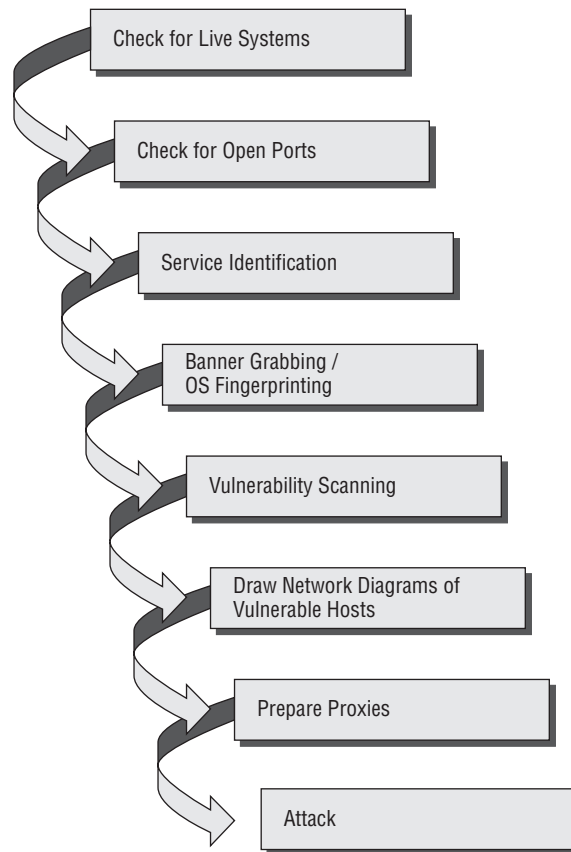 Check for Live Systems
Check for Open Ports
Service Identification
Banner Grabbing /
OS Fingerprinting
Vulnerability Scanning
Draw Network Diagrams of
Vulnerable Hosts
Prepare Proxies
Attack